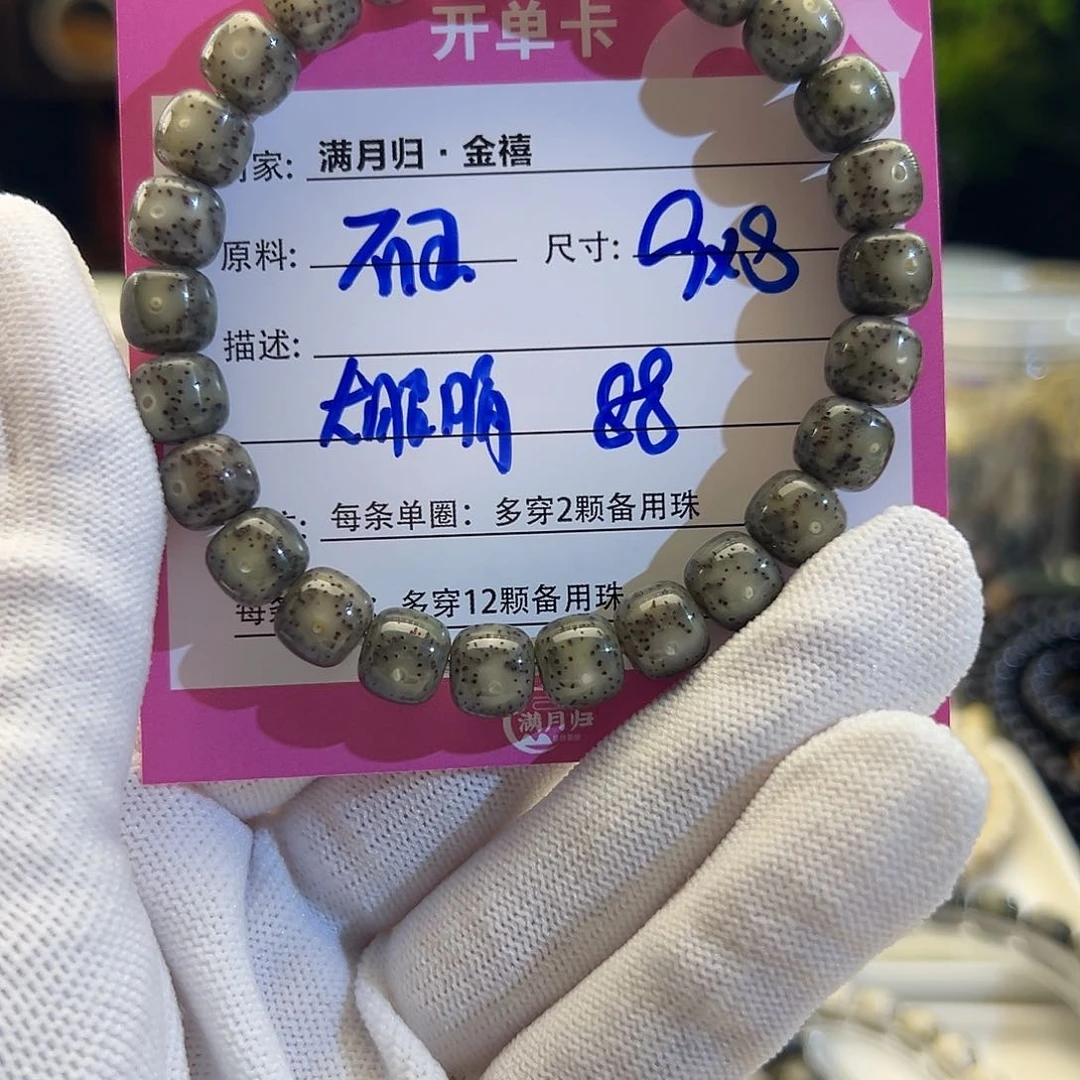 开单卡
家: 满月归·金禧
原料: 尺寸: 9x8
描述:
88
每条单圈: 多穿2颗备用珠
多穿12颗备用珠
满月归